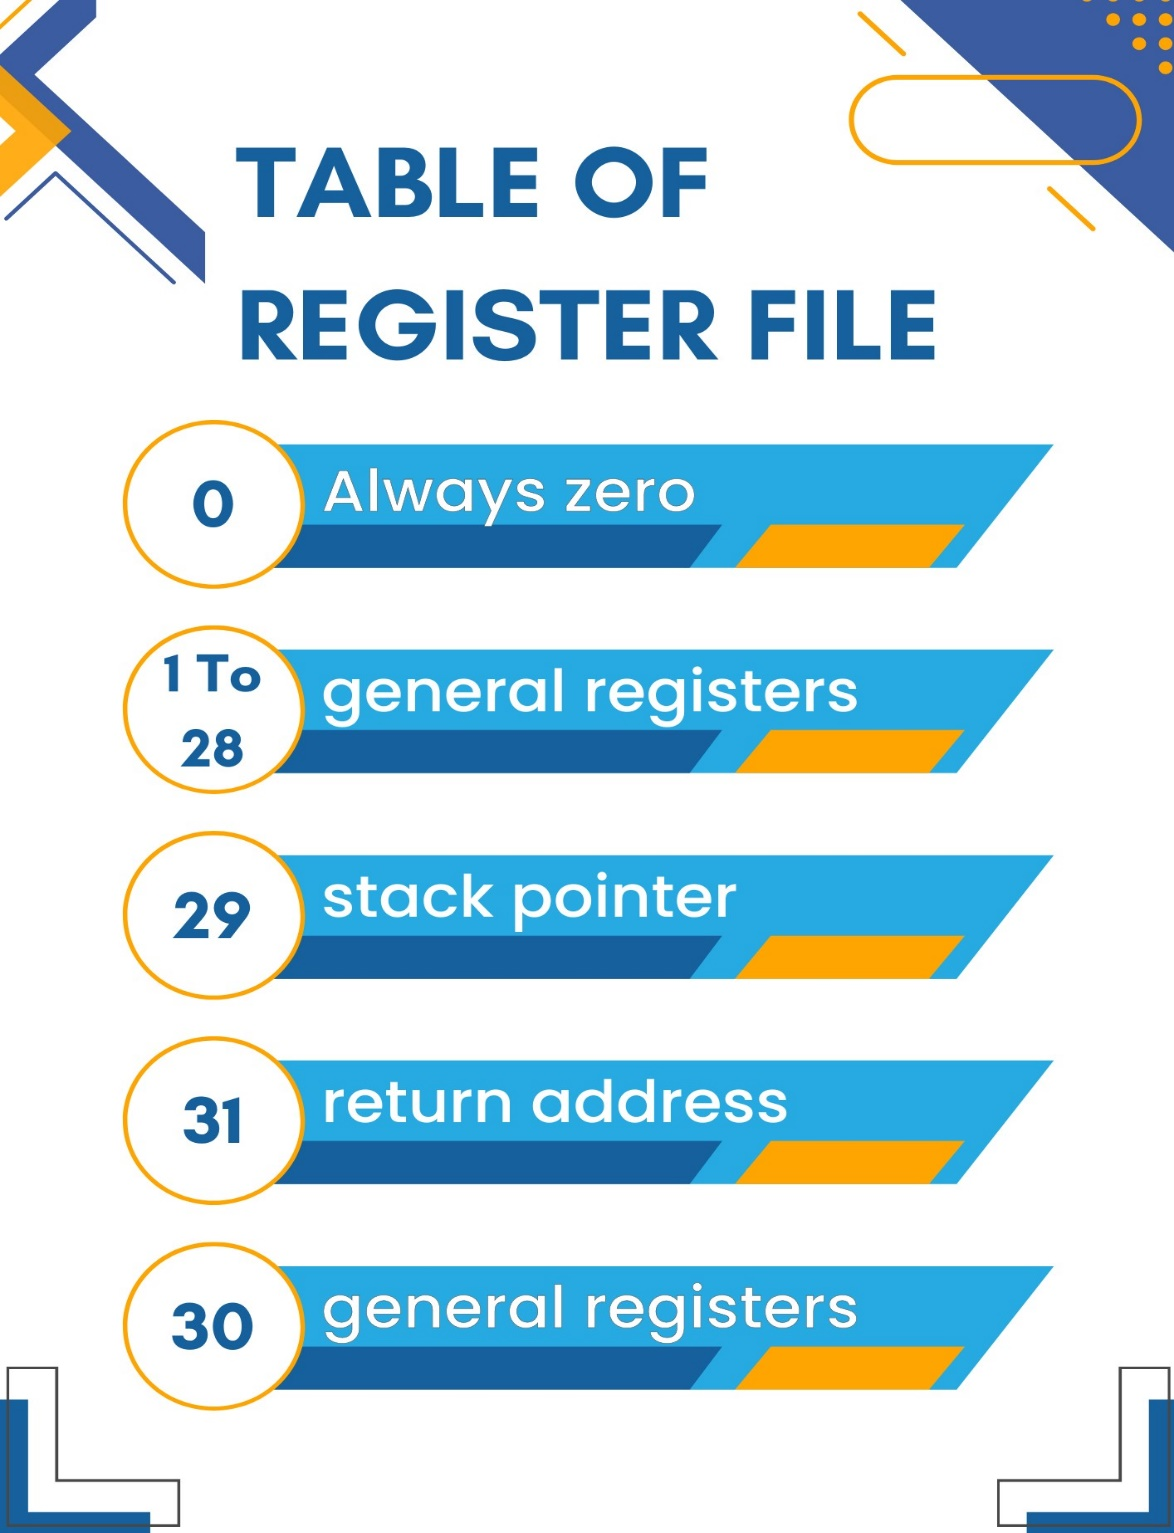 TABLE OF
REGISTER FILE
0
Always zero
1 To
28
general registers
29
stack pointer
31
return address
30
general registers